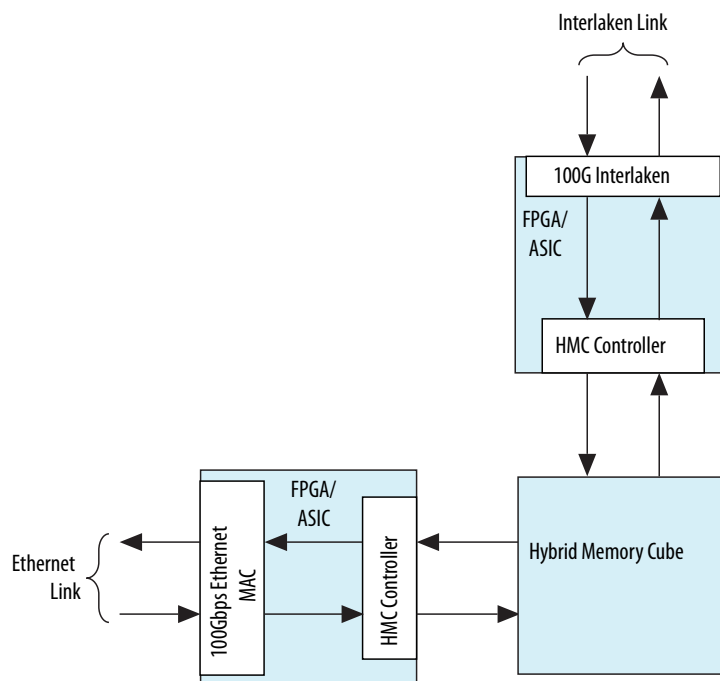 Interlaken Link
100G Interlaken
FPGA/
ASIC
HMC Controller
FPGA/
ASIC
Ethernet
Link
100Gbps Ethernet
MAC
HMC Controller
Hybrid Memory Cube